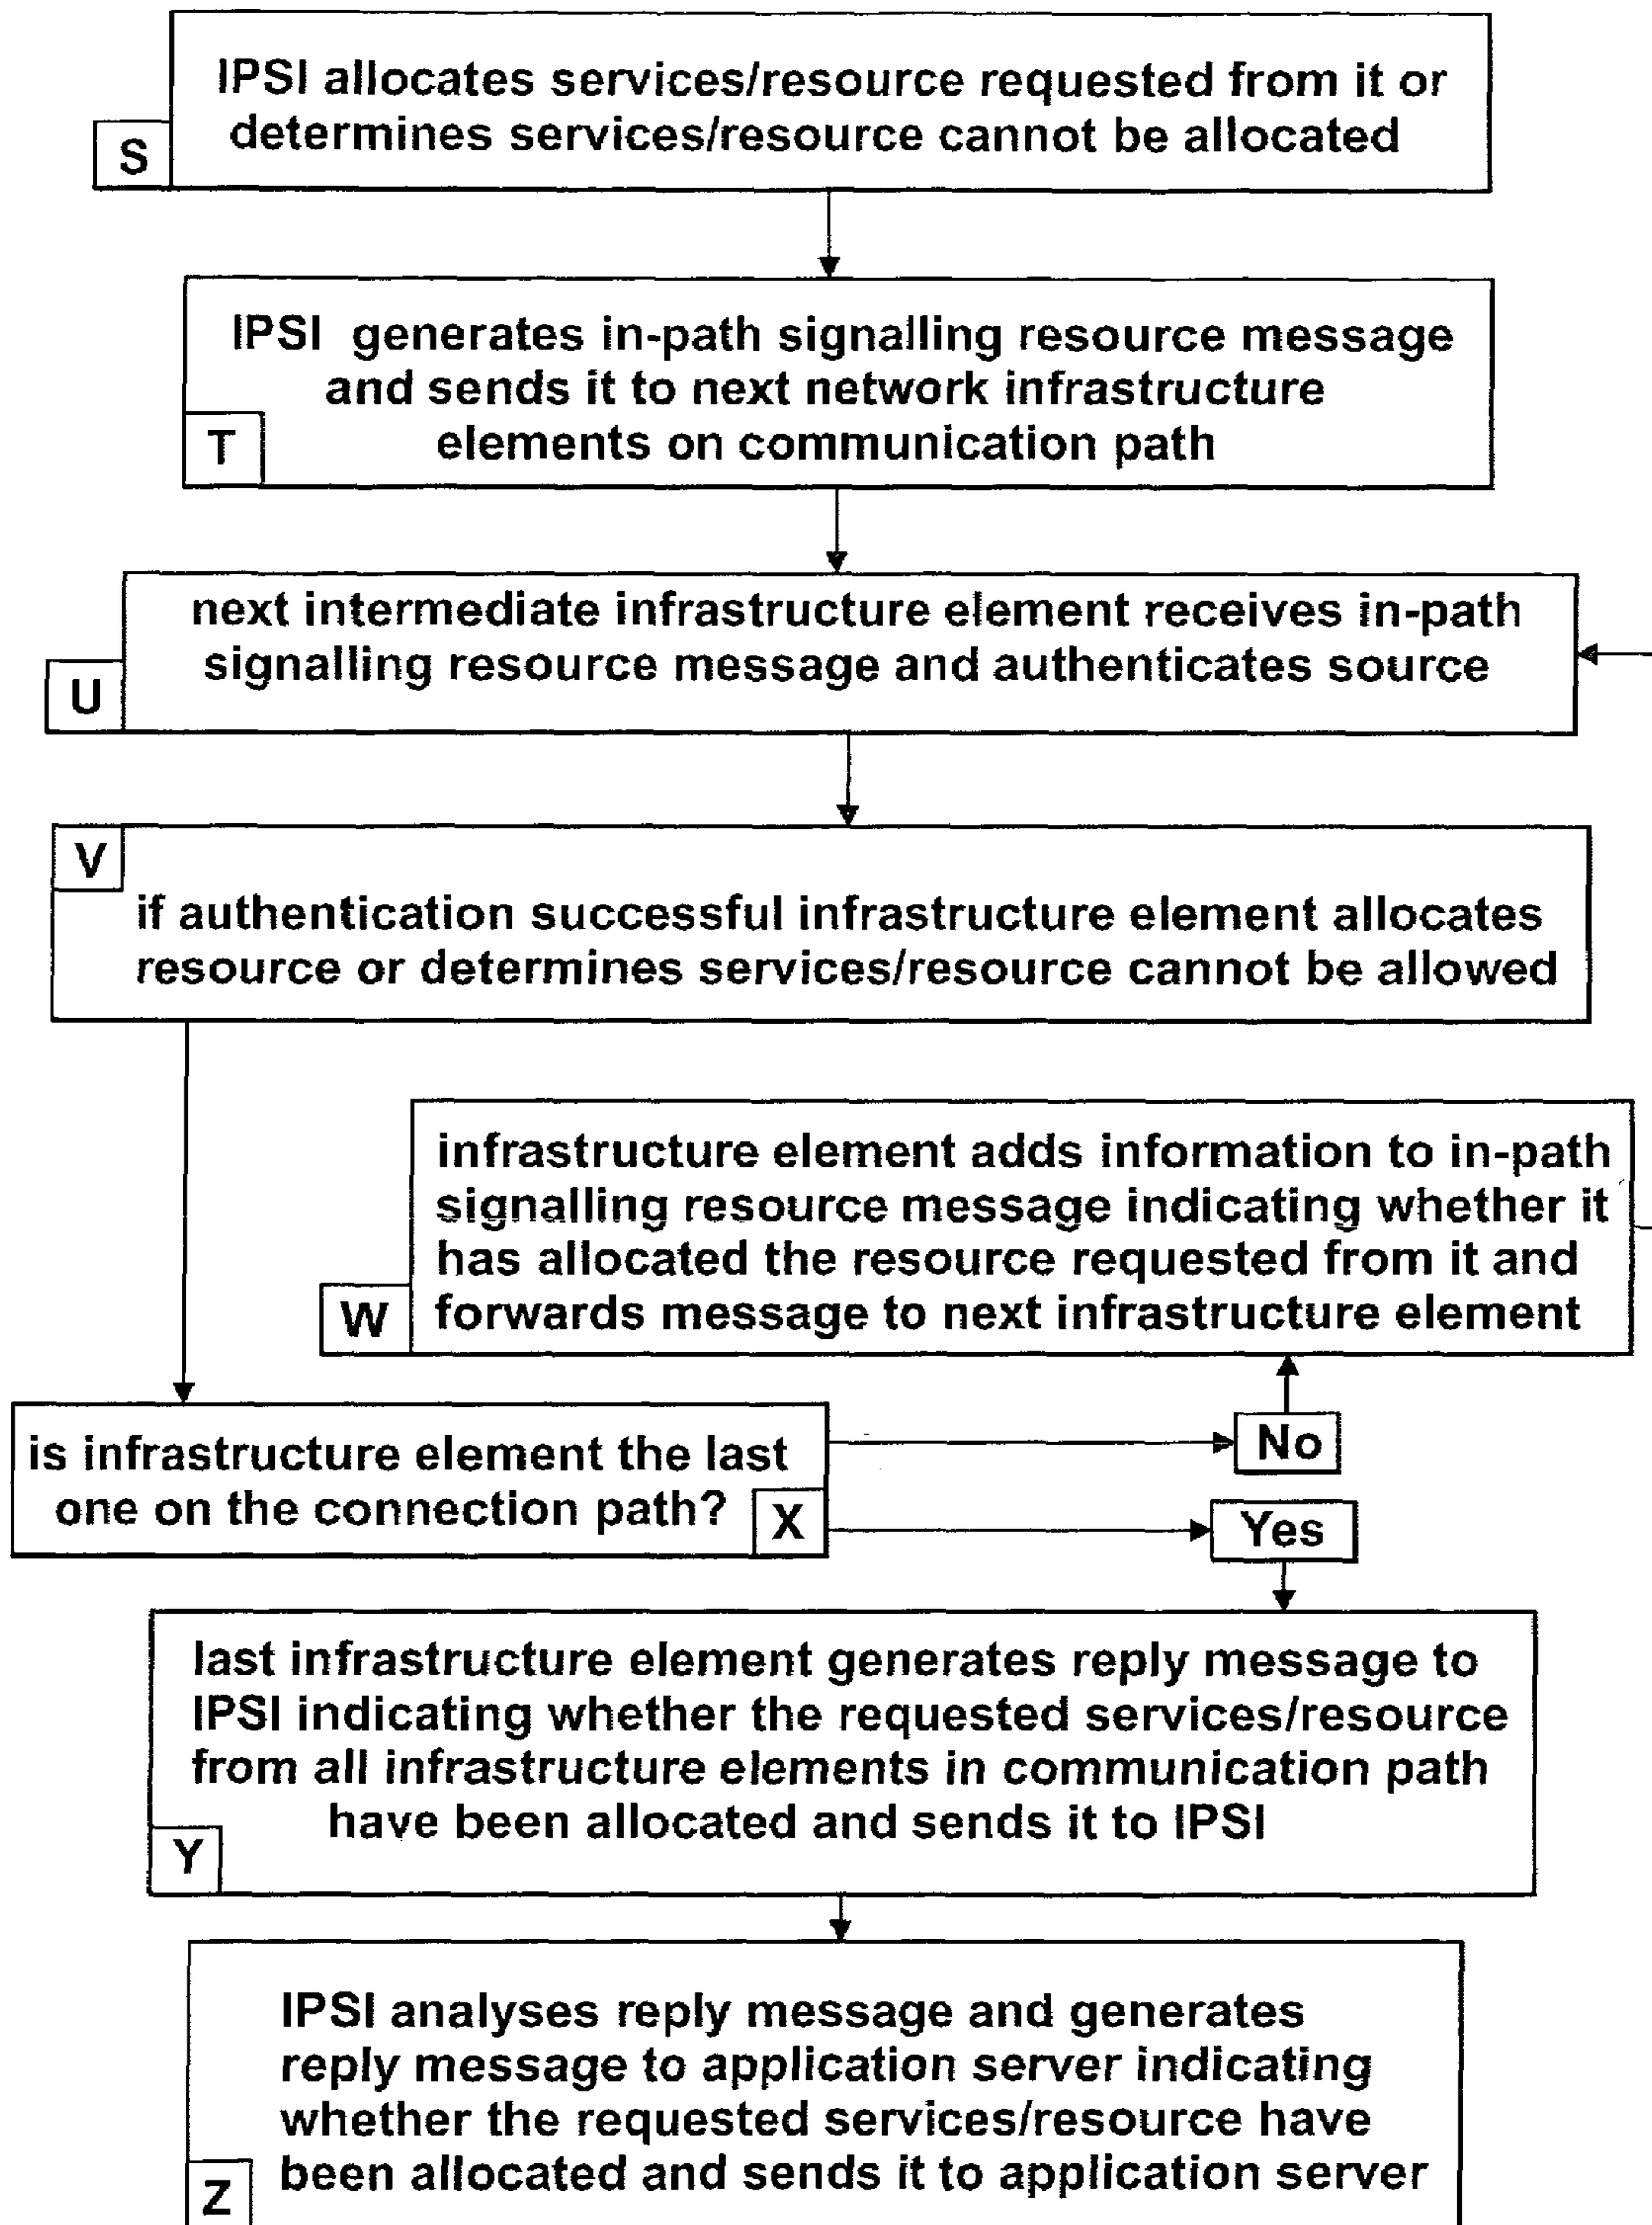 IPSI allocates services/resource requested from it or
determines services/resource cannot be allocated
S
IPSI generates in-path signalling resource message
and sends it to next network infrastructure
elements on communication path
T
next intermediate infrastructure element receives in-path
signalling resource message and authenticates source
U
V
if authentication successful infrastructure element allocates
resource or determines services/resource cannot be allowed
infrastructure element adds information to in-path
signalling resource message indicating whether it
has allocated the resource requested from it and
forwards message to next infrastructure element
W
is infrastructure element the last
one on the connection path?
X
No
Yes
last infrastructure element generates reply message to
IPSI indicating whether the requested services/resource
from all infrastructure elements in communication path
have been allocated and sends it to IPSI
Y
IPSI analyses reply message and generates
reply message to application server indicating
whether the requested services/resource have
been allocated and sends it to application server
Z